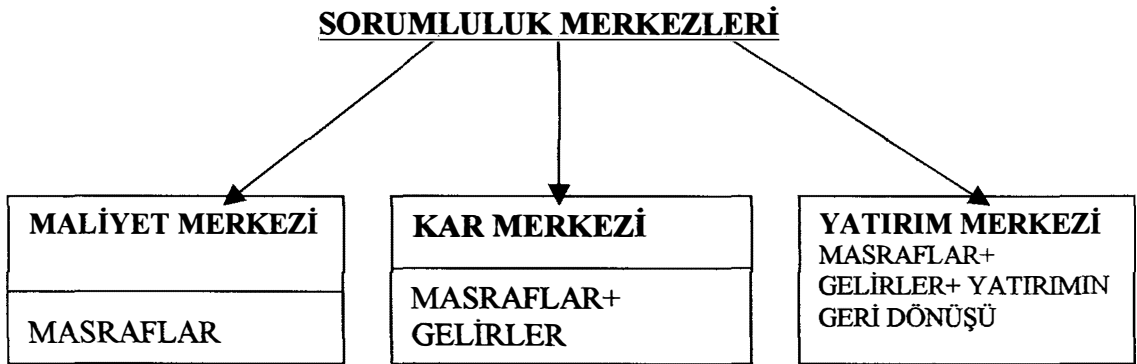 SORUMLULUK MERKEZLERİ
MALİYET MERKEZİ
MASRAFLAR
KAR MERKEZİ
MASRAFLAR+
GELİRLER
YATIRIM MERKEZİ
MASRAFLAR+
GELİRLER+ YATIRIMIN
GERİ DÖNÜŞÜ